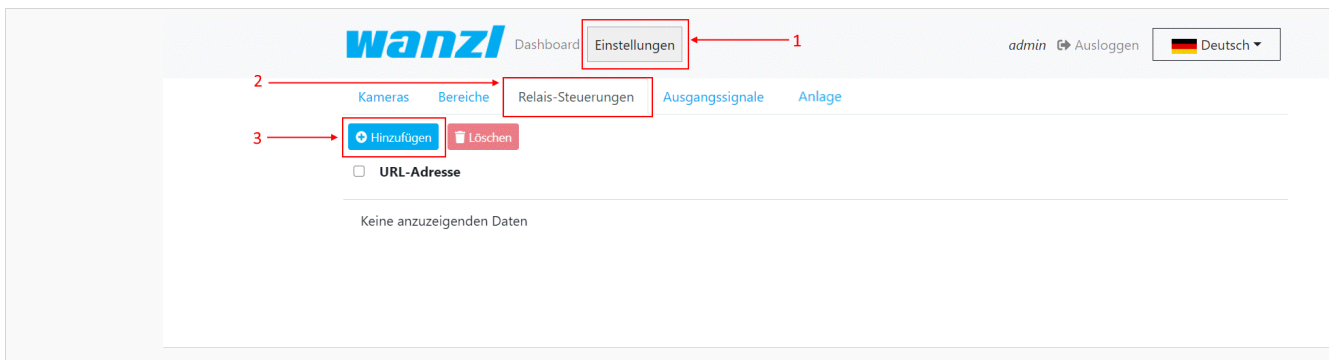 wanzl Dashboard Einstellungen 1 admin Ausloggen Deutsch
2
Kameras Bereiche Relais-Steuerungen Ausgangssignale Anlage
3 Hinzufügen Löschen
URL-Adresse
Keine anzuzeigenden Daten